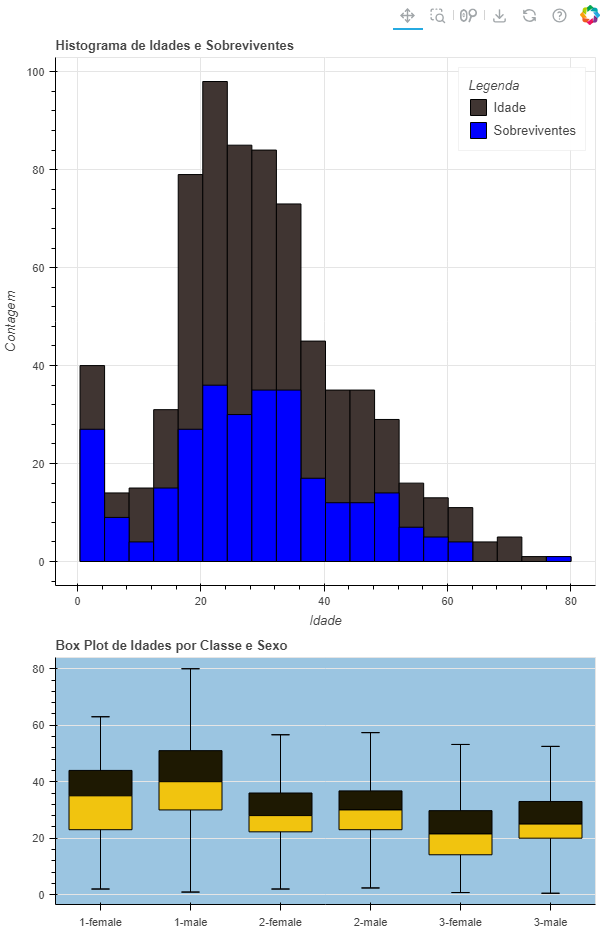 Histograma de Idades e Sobreviventes
Legenda
Idade
Sobreviventes
100
80
60
40
20
0
Contagem
0 20 40 60 80
Idade
Box Plot de Idades por Classe e Sexo
80
60
40
20
0
1-female 1-male 2-female 2-male 3-female 3-male